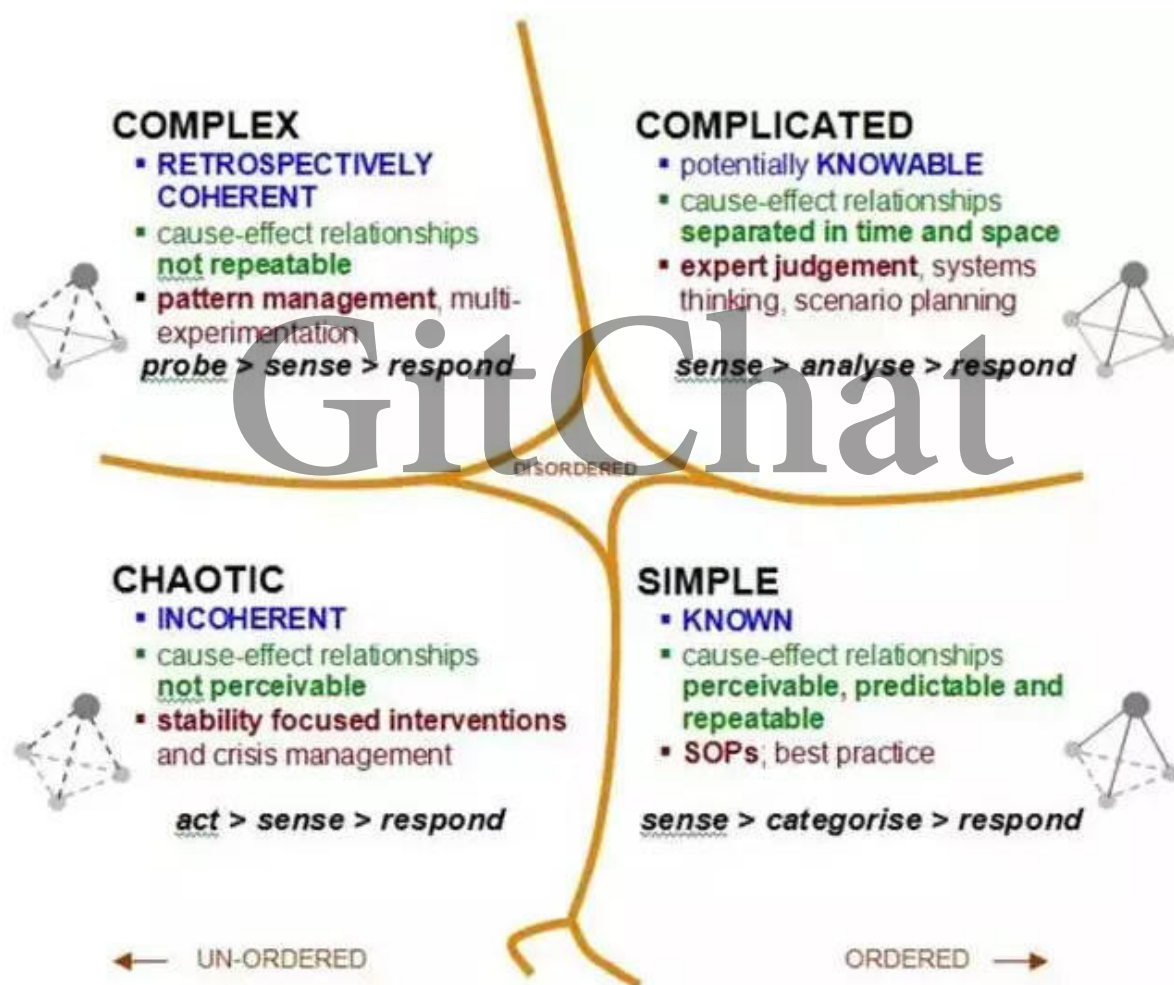 COMPLEX
▪ RETROSPECTIVELY
COHERENT
▪ cause-effect relationships
not repeatable
▪ pattern management, multi-
experimentation
probe > sense > respond
COMPLICATED
▪ potentially KNOWABLE
▪ cause-effect relationships
separated in time and space
▪ expert judgement, systems
thinking, scenario planning
sense > analyse > respond
GitChat
DISORDERED
CHAOTIC
▪ INCOHERENT
▪ cause-effect relationships
not perceivable
▪ stability focused interventions
and crisis management
act > sense > respond
SIMPLE
▪ KNOWN
▪ cause-effect relationships
perceivable, predictable and
repeatable
▪ SOPs; best practice
sense > categorise > respond
UN-ORDERED
ORDERED